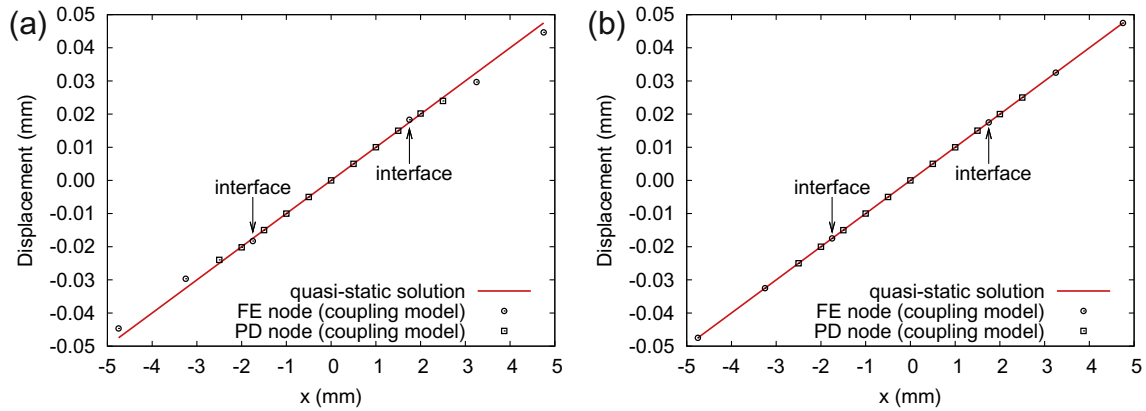 (a)
0.05
0.04
0.03
0.02
0.01
0.00
-0.01
-0.02
-0.03
-0.04
-0.05
Displacement (mm)
interface
interface
quasi-static solution
FE node (coupling model)
PD node (coupling model)
-5 -4 -3 -2 -1 0 1 2 3 4 5
x (mm)
(b)
0.05
0.04
0.03
0.02
0.01
0.00
-0.01
-0.02
-0.03
-0.04
-0.05
Displacement (mm)
interface
interface
quasi-static solution
FE node (coupling model)
PD node (coupling model)
-5 -4 -3 -2 -1 0 1 2 3 4 5
x (mm)